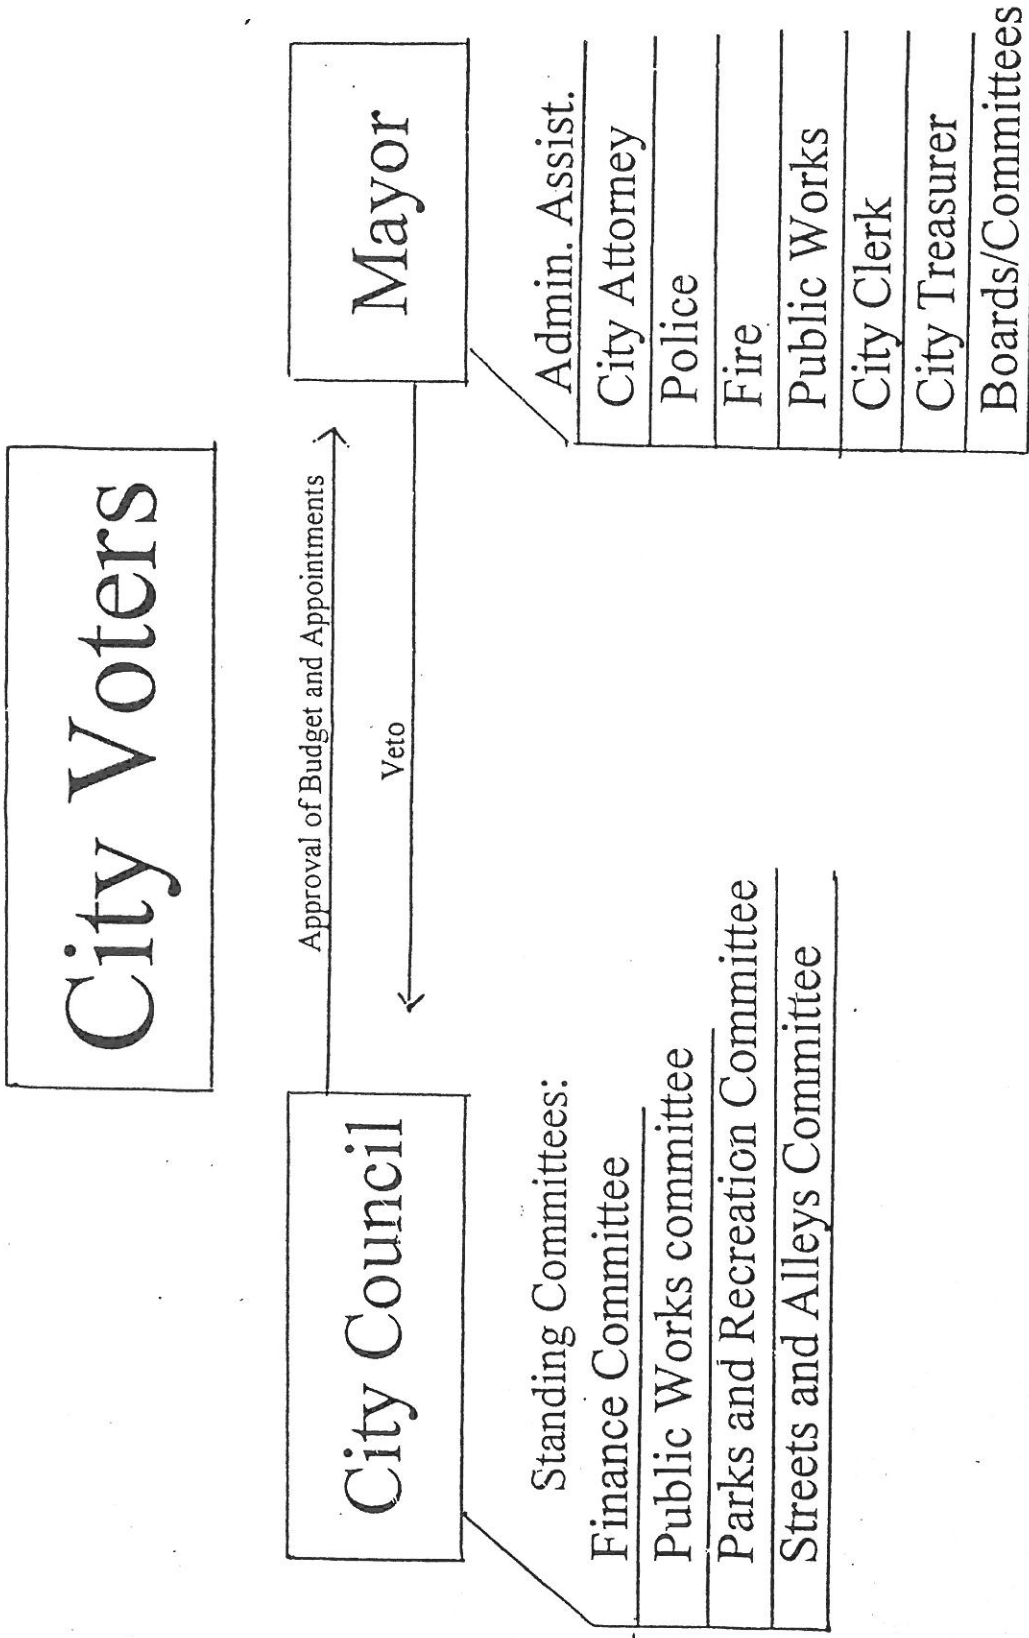 City Voters
Approval of Budget and Appointments
Veto
City Council
Standing Committees:
Finance Committee
Public Works committee
Parks and Recreation Committee
Streets and Alleys Committee
Mayor
Admin. Assist.
City Attorney
Police
Fire
Public Works
City Clerk
City Treasurer
Boards/Committees